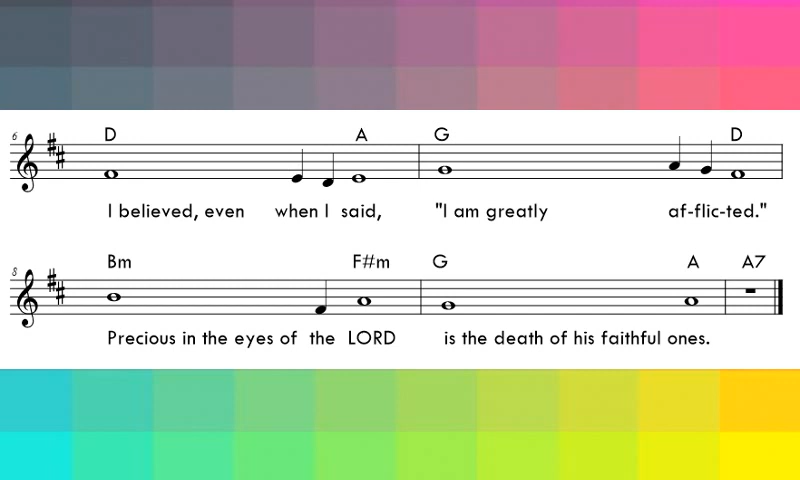 6
D A G D
I believed, even when I said, "I am greatly af-flic-ted."
8
Bm F#m G A A7
Precious in the eyes of the LORD is the death of his faithful ones.